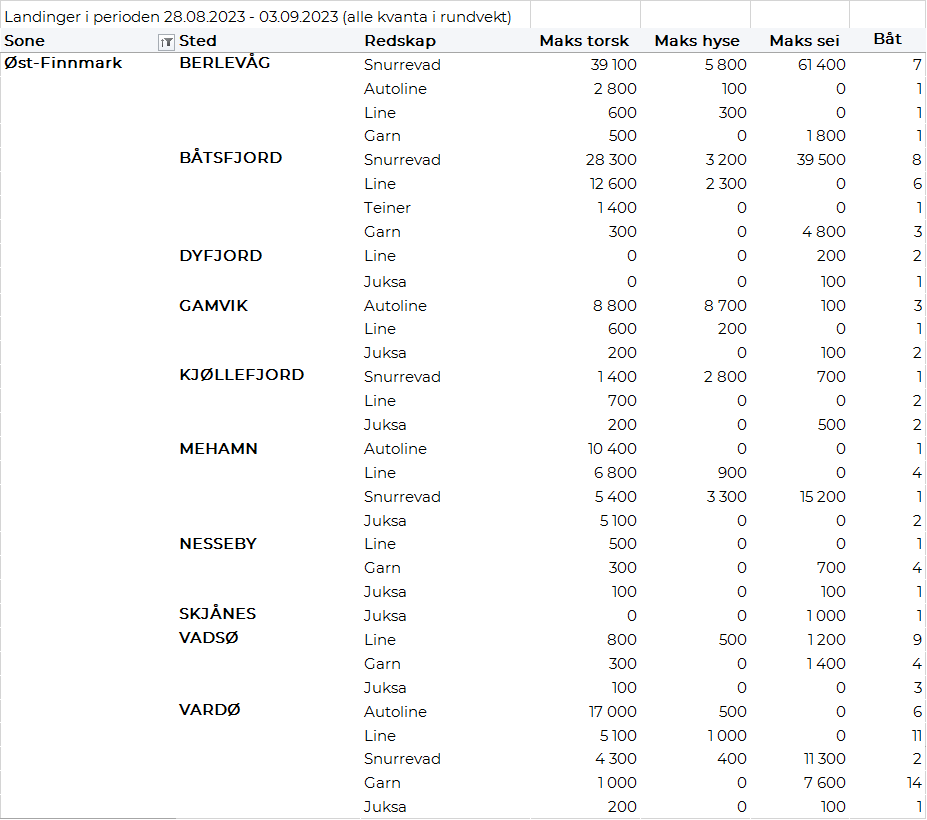 Landinger i perioden 28.08.2023 - 03.09.2023 (alle kvanta i rundvekt)
Sone Sted Redskap Maks torsk Maks hyse Maks sei Båt
Øst-Finnmark BERLEVÅG Snurrevad 39 100 5 800 61 400 7
Autoline 2 800 100 0 1
Line 600 300 0 1
Garn 500 0 1 800 1
BÅTSFJORD Snurrevad 28 300 3 200 39 500 8
Line 12 600 2 300 0 6
Teiner 1 400 0 0 1
Garn 300 0 4 800 3
DYFJORD Line 0 0 200 2
Juksa 0 0 100 1
GAMVIK Autoline 8 800 8 700 100 3
Line 600 200 0 1
Juksa 200 0 100 2
KJØLLEFJORD Snurrevad 1 400 2 800 700 1
Line 700 0 0 2
Juksa 200 0 500 2
MEHAMN Autoline 10 400 0 0 1
Line 6 800 900 0 4
Snurrevad 5 400 3 300 15 200 1
Juksa 5 100 0 0 2
NESSEBY Line 500 0 0 1
Garn 300 0 700 4
Juksa 100 0 100 1
SKJÅNES Juksa 0 0 1 000 1
VADSØ Line 800 500 1 200 9
Garn 300 0 1 400 4
Juksa 100 0 0 3
VARDØ Autoline 17 000 500 0 6
Line 5 100 1 000 0 11
Snurrevad 4 300 400 11 300 2
Garn 1 000 0 7 600 14
Juksa 200 0 100 1